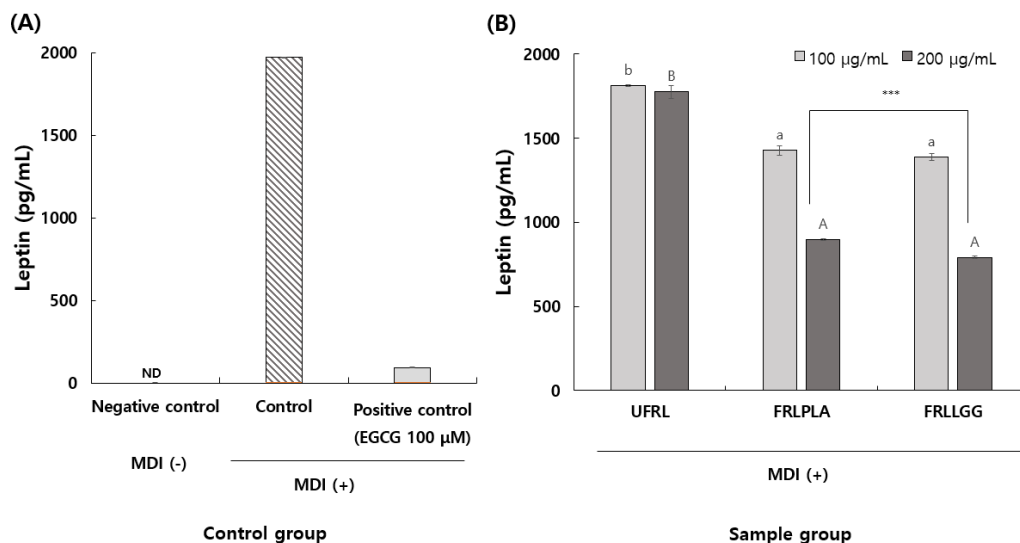 (A)
2000
1500
1000
500
0
Leptin (pg/mL)
ND
Negative control
Control
Positive control
(EGCG 100 μM)
MDI (-)
MDI (+)
Control group
(B)
2000
1500
1000
500
0
Leptin (pg/mL)
100 μg/mL
200 μg/mL
b
B
a
A
a
A
***
UFRL
FRLPLA
FRLLGG
MDI (+)
Sample group